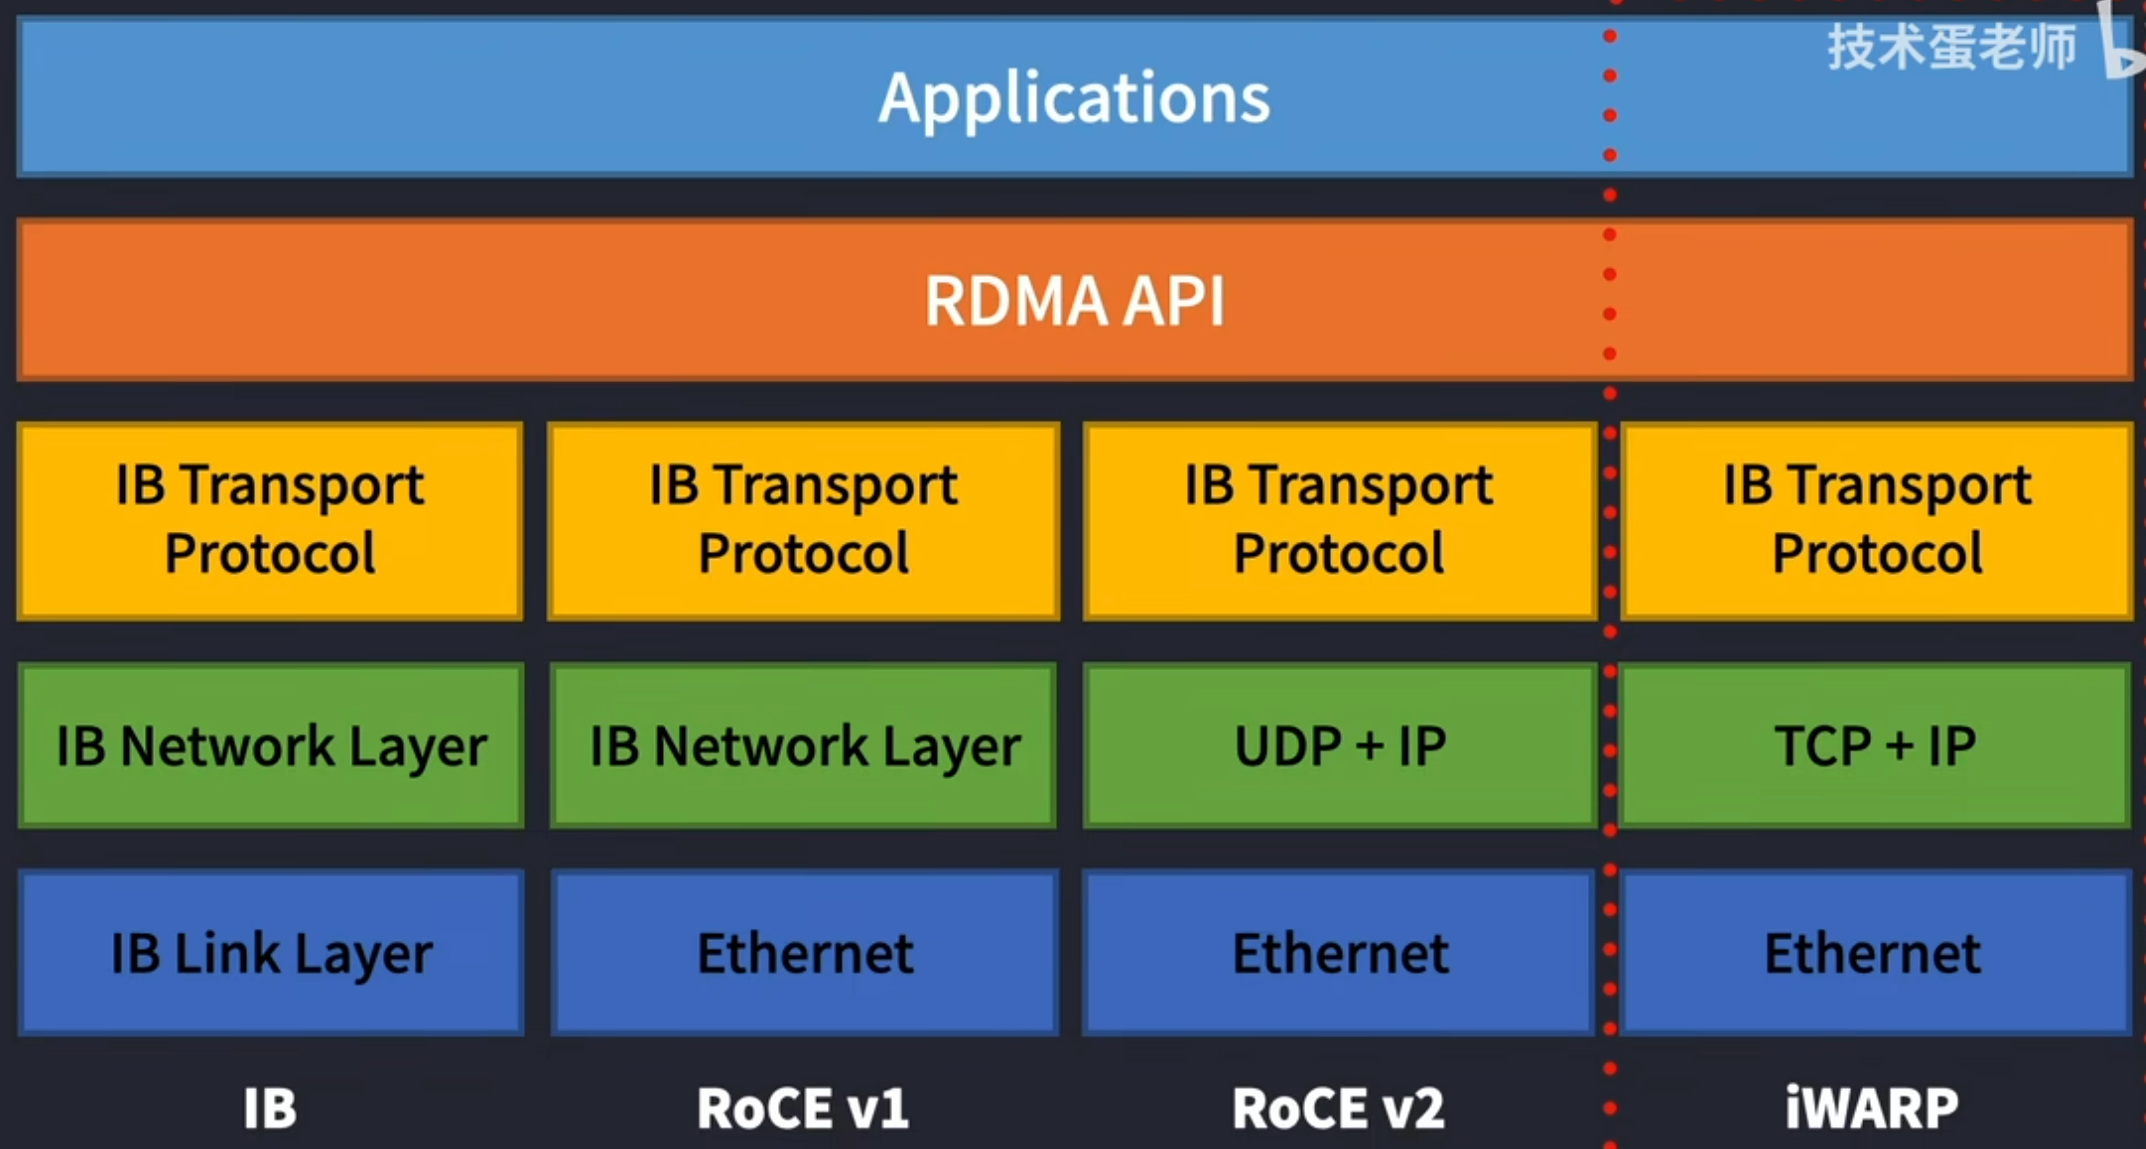 技术蛋老师
Applications
RDMA API
IB Transport
Protocol
IB Transport
Protocol
IB Transport
Protocol
IB Transport
Protocol
IB Network Layer
IB Network Layer
UDP + IP
TCP + IP
IB Link Layer
Ethernet
Ethernet
Ethernet
IB
RoCE v1
RoCE v2
iWARP